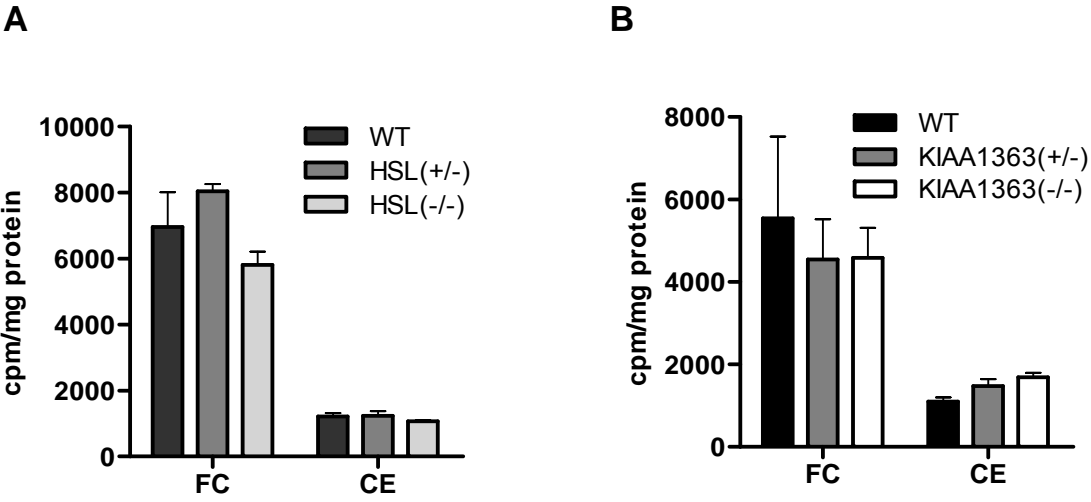 A
cpm/mg protein
10000
8000
6000
4000
2000
0
WT
HSL(+/-)
HSL(-/-)
FC
CE
B
cpm/mg protein
8000
6000
4000
2000
0
WT
KIAA1363(+/-)
KIAA1363(-/-)
FC
CE